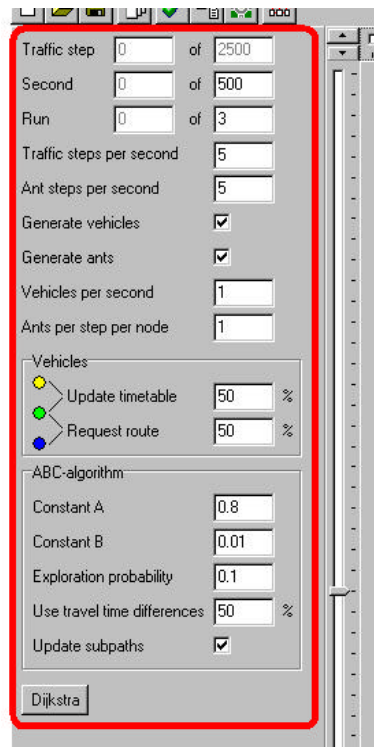 Traffic step 0 of 2500
Second 0 of 500
Run 0 of 3
Traffic steps per second 5
Ant steps per second 5
Generate vehicles
Generate ants
Vehicles per second 1
Ants per step per node 1
Vehicles
Update timetable 50 %
Request route 50 %
ABC-algorithm
Constant A 0.8
Constant B 0.01
Exploration probability 0.1
Use travel time differences 50 %
Update subpaths
Dijkstra